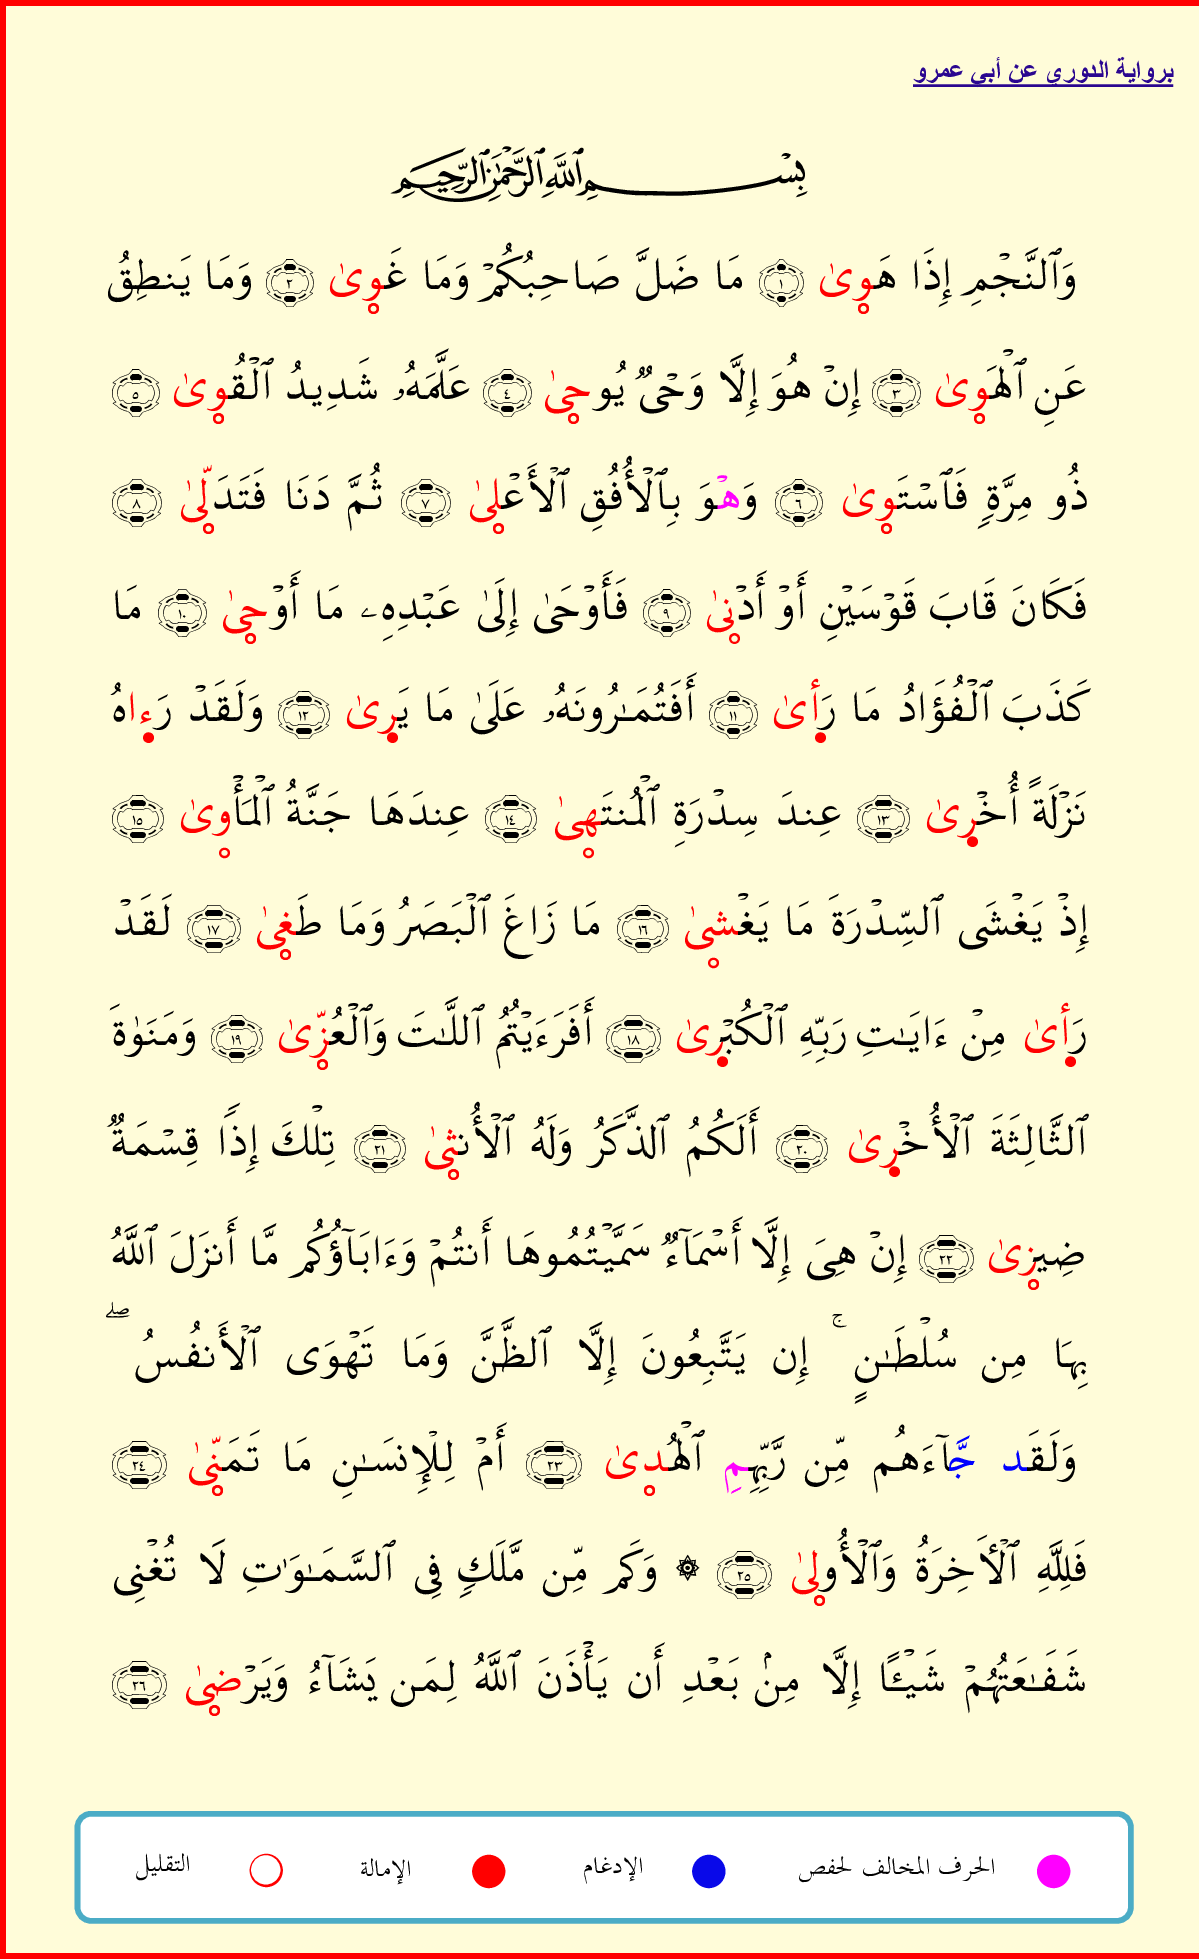 برواية الدوري عن أبي عمرو
بِسْمِ ٱللَّهِ ٱلرَّحْمَٰنِ ٱلرَّحِيمِ
وَٱلنَّجْمِ إِذَا هَوِىٰ ١ مَا ضَلَّ صَاحِبُكُمْ وَمَا غَوِىٰ ٢ وَمَا يَنطِقُ
عَنِ ٱلْهَوِىٰ ٣ إِنْ هُوَ إِلَّا وَحْىٌ يُوحِىٰ ٤ عَلَّمَهُۥ شَدِيدُ ٱلْقُوِىٰ ٥
ذُو مِرَّةٍ فَٱسْتَوِىٰ ٦ وَهْوَ بِٱلْأُفُقِ ٱلْأَعْلِىٰ ٧ ثُمَّ دَنَا فَتَدَلِّىٰ ٨
فَكَانَ قَابَ قَوْسَيْنِ أَوْ أَدْنِىٰ ٩ فَأَوْحَىٰ إِلَىٰ عَبْدِهِۦ مَا أَوْحِىٰ ١٠ مَا
كَذَبَ ٱلْفُؤَادُ مَا رَأىٰ ١١ أَفَتُمَـٰرُونَهُۥ عَلَىٰ مَا يَرِىٰ ١٢ وَلَقَدْ رَءاهُ
نَزْلَةً أُخْرِىٰ ١٣ عِندَ سِدْرَةِ ٱلْمُنتَهِىٰ ١٤ عِندَهَا جَنَّةُ ٱلْمَأْوِىٰ ١٥
إِذْ يَغْشَى ٱلسِّدْرَةَ مَا يَغْشِىٰ ١٦ مَا زَاغَ ٱلْبَصَرُ وَمَا طَغِىٰ ١٧ لَقَدْ
رَأىٰ مِنْ ءَايَـٰتِ رَبِّهِ ٱلْكُبْرِىٰ ١٨ أَفَرَءَيْتُمُ ٱللَّـٰتَ وَٱلْعُزِّىٰ ١٩ وَمَنَوٰةَ
ٱلثَّالِثَةَ ٱلْأُخْرِىٰ ٢٠ أَلَكُمُ ٱلذَّكَرُ وَلَهُ ٱلْأُنثِىٰ ٢١ تِلْكَ إِذًا قِسْمَةٌ
ضِيزِىٰ ٢٢ إِنْ هِىَ إِلَّا أَسْمَآءٌ سَمَّيْتُمُوهَا أَنتُمْ وَءَابَآؤُكُم مَّا أَنزَلَ ٱللَّهُ
بِهَا مِن سُلْطَـٰنٍ ۚ إِن يَتَّبِعُونَ إِلَّا ٱلظَّنَّ وَمَا تَهْوَى ٱلْأَنفُسُ ۖ
وَلَقَد جَّآءَهُم مِّن رَّبِّهِمِ ٱلْهُدِىٰ ٢٣ أَمْ لِلْإِنسَـٰنِ مَا تَمَنِّىٰ ٢٤
فَلِلَّهِ ٱلْأَخِرَةُ وَٱلْأُولِىٰ ٢٥ ۞ وَكَم مِّن مَّلَكٍ فِى ٱلسَّمَـٰوَٰتِ لَا تُغْنِى
شَفَـٰعَتُهُمْ شَيْـًٔا إِلَّا مِنۢ بَعْدِ أَن يَأْذَنَ ٱللَّهُ لِمَن يَشَآءُ وَيَرْضِىٰ ٢٦
الحرف المخالف لحفص الإدغام الإمالة التقليل